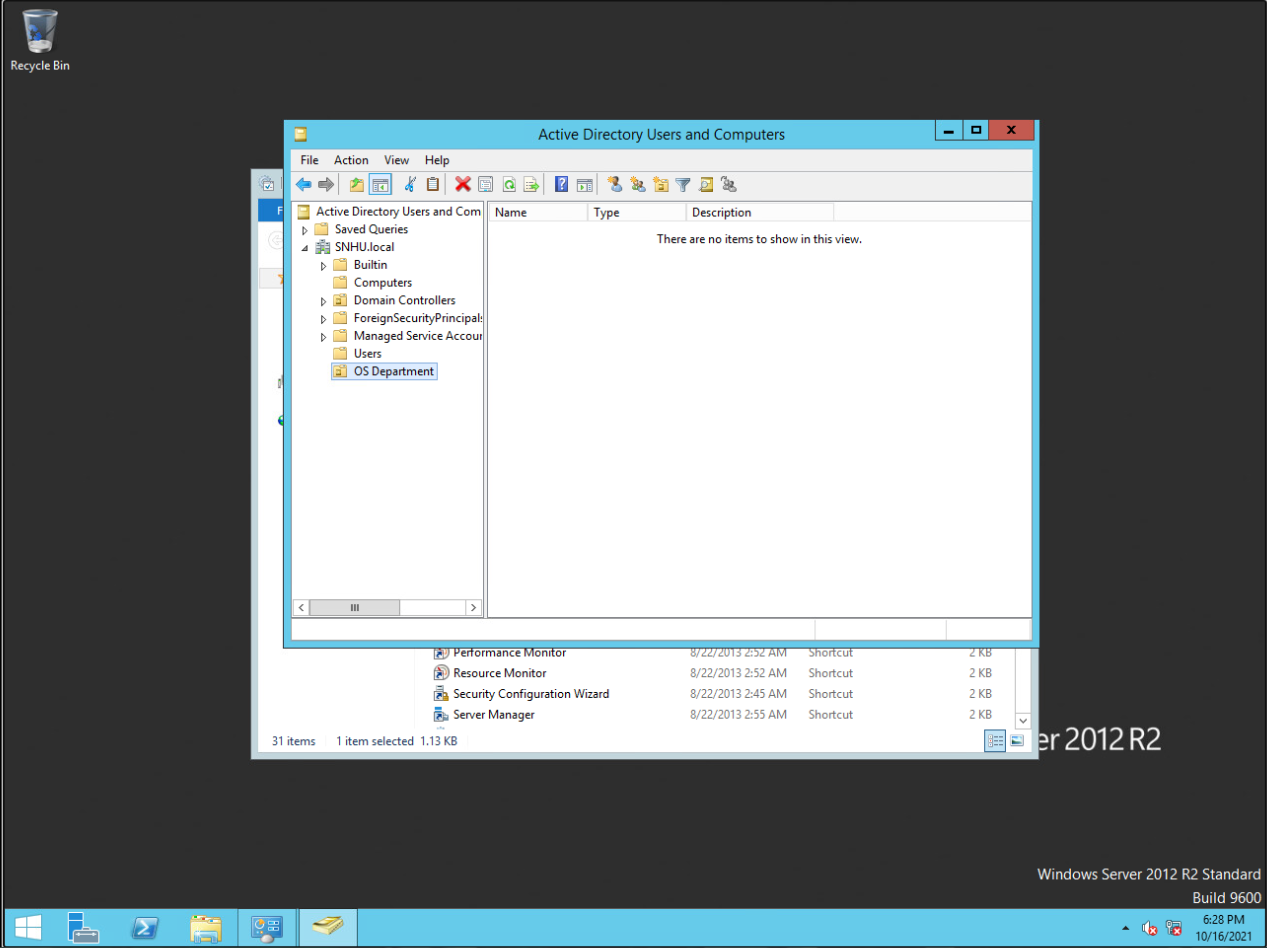 Recycle Bin
Active Directory Users and Computers
File Action View Help
Active Directory Users and Com
Saved Queries
SNHU.local
Builtin
Computers
Domain Controllers
ForeignSecurityPrincipals
Managed Service Accour
Users
OS Department
Name Type Description
There are no items to show in this view.
Performance Monitor 8/22/2013 2:52 AM Shortcut 2 KB
Resource Monitor 8/22/2013 2:52 AM Shortcut 2 KB
Security Configuration Wizard 8/22/2013 2:45 AM Shortcut 2 KB
Server Manager 8/22/2013 2:55 AM Shortcut 2 KB
31 items 1 item selected 1.13 KB
er 2012 R2
Windows Server 2012 R2 Standard
Build 9600
6:28 PM
10/16/2021